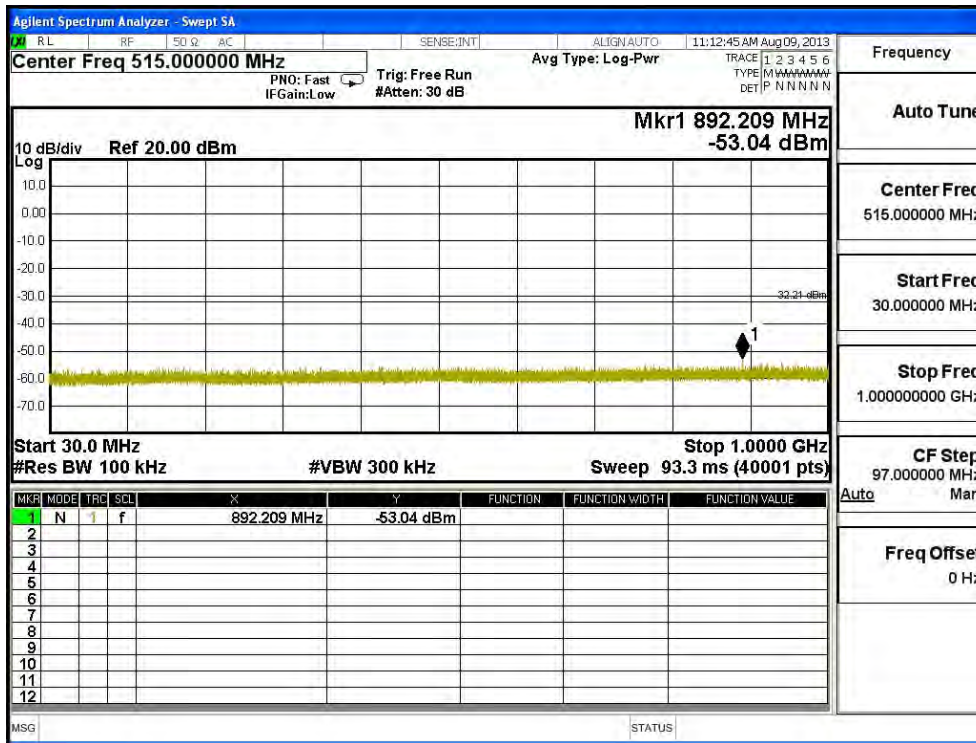 Agilent Spectrum Analyzer - Swept SA
RL RF 50 Ω AC SENSE:INT ALIGN AUTO 11:12:45 AM Aug 09, 2013
Center Freq 515.000000 MHz
Avg Type: Log-Pwr
TRACE 1 2 3 4 5 6
PNO: Fast Trig: Free Run
TYPE MWWWWW
IFGain:Low #Atten: 30 dB
DET P N N N N N
Frequency
Mkr1 892.209 MHz
-53.04 dBm
10 dB/div Ref 20.00 dBm
Log
10.0
0.00
-10.0
-20.0
-30.0
-40.0
-50.0
-60.0
-70.0
32.21 dBm
1
Start 30.0 MHz Stop 1.0000 GHz
#Res BW 100 kHz #VBW 300 kHz Sweep 93.3 ms (40001 pts)
MKR MODE TRC SCL X Y FUNCTION FUNCTION WIDTH FUNCTION VALUE
1 N 1 f 892.209 MHz -53.04 dBm
2
3
4
5
6
7
8
9
10
11
12
MSG STATUS
Auto Tune
Center Freq
515.000000 MHz
Start Freq
30.000000 MHz
Stop Freq
1.000000000 GHz
CF Step
97.000000 MHz
Auto Man
Freq Offset
0 Hz